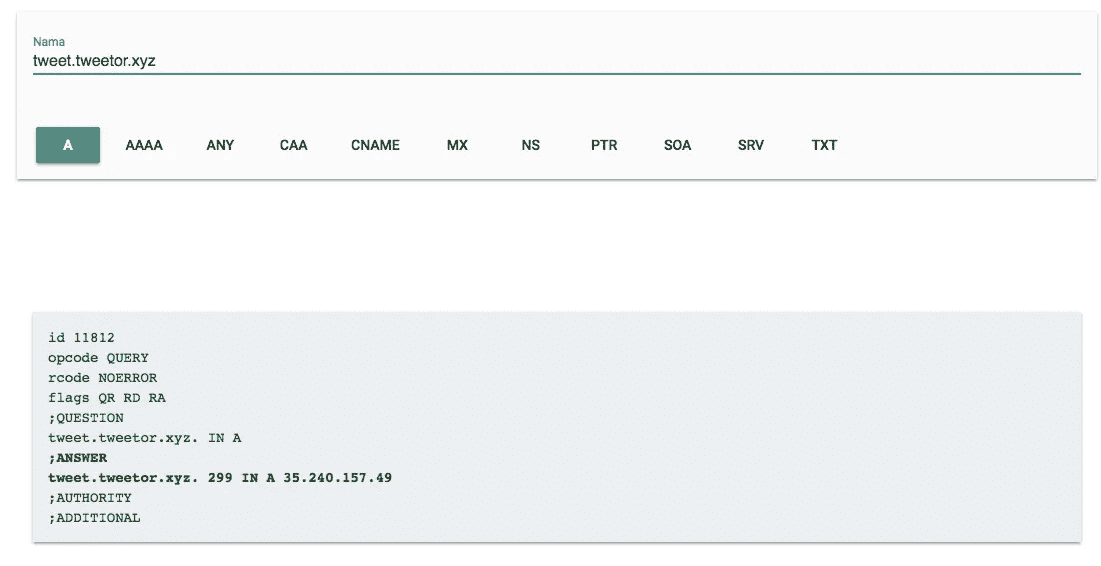 Nama
tweet.tweetor.xyz
A AAAA ANY CAA CNAME MX NS PTR SOA SRV TXT
id 11812
opcode QUERY
rcode NOERROR
flags QR RD RA
;QUESTION
tweet.tweetor.xyz. IN A
;ANSWER
tweet.tweetor.xyz. 299 IN A 35.240.157.49
;AUTHORITY
;ADDITIONAL